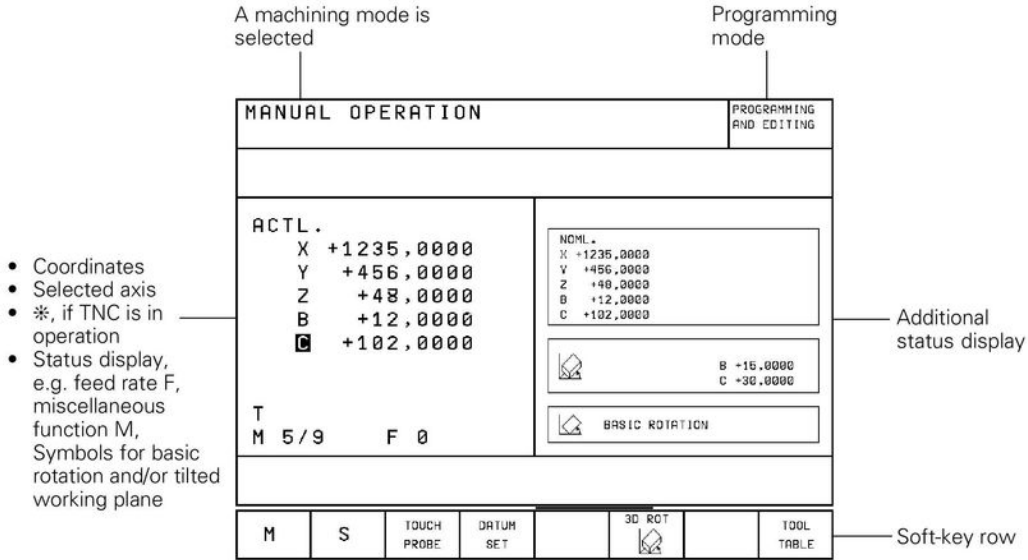 A machining mode is
selected
Programming
mode
MANUAL OPERATION
PROGRAMMING
AND EDITING
ACTL.
X +1235,0000
Y +456,0000
Z +48,0000
B +12,0000
C +102,0000
T
M 5/9 F 0
NOML.
X +1235,0000
Y +456,0000
Z +48,0000
B +12,0000
C +102,0000
B +15,0000
C +30,0000
BASIC ROTATION
• Coordinates
• Selected axis
• ⚹, if TNC is in
operation
• Status display,
e.g. feed rate F,
miscellaneous
function M,
Symbols for basic
rotation and/or tilted
working plane
Additional
status display
M
S
TOUCH
PROBE
DATUM
SET
3D ROT
TOOL
TABLE
Soft-key row